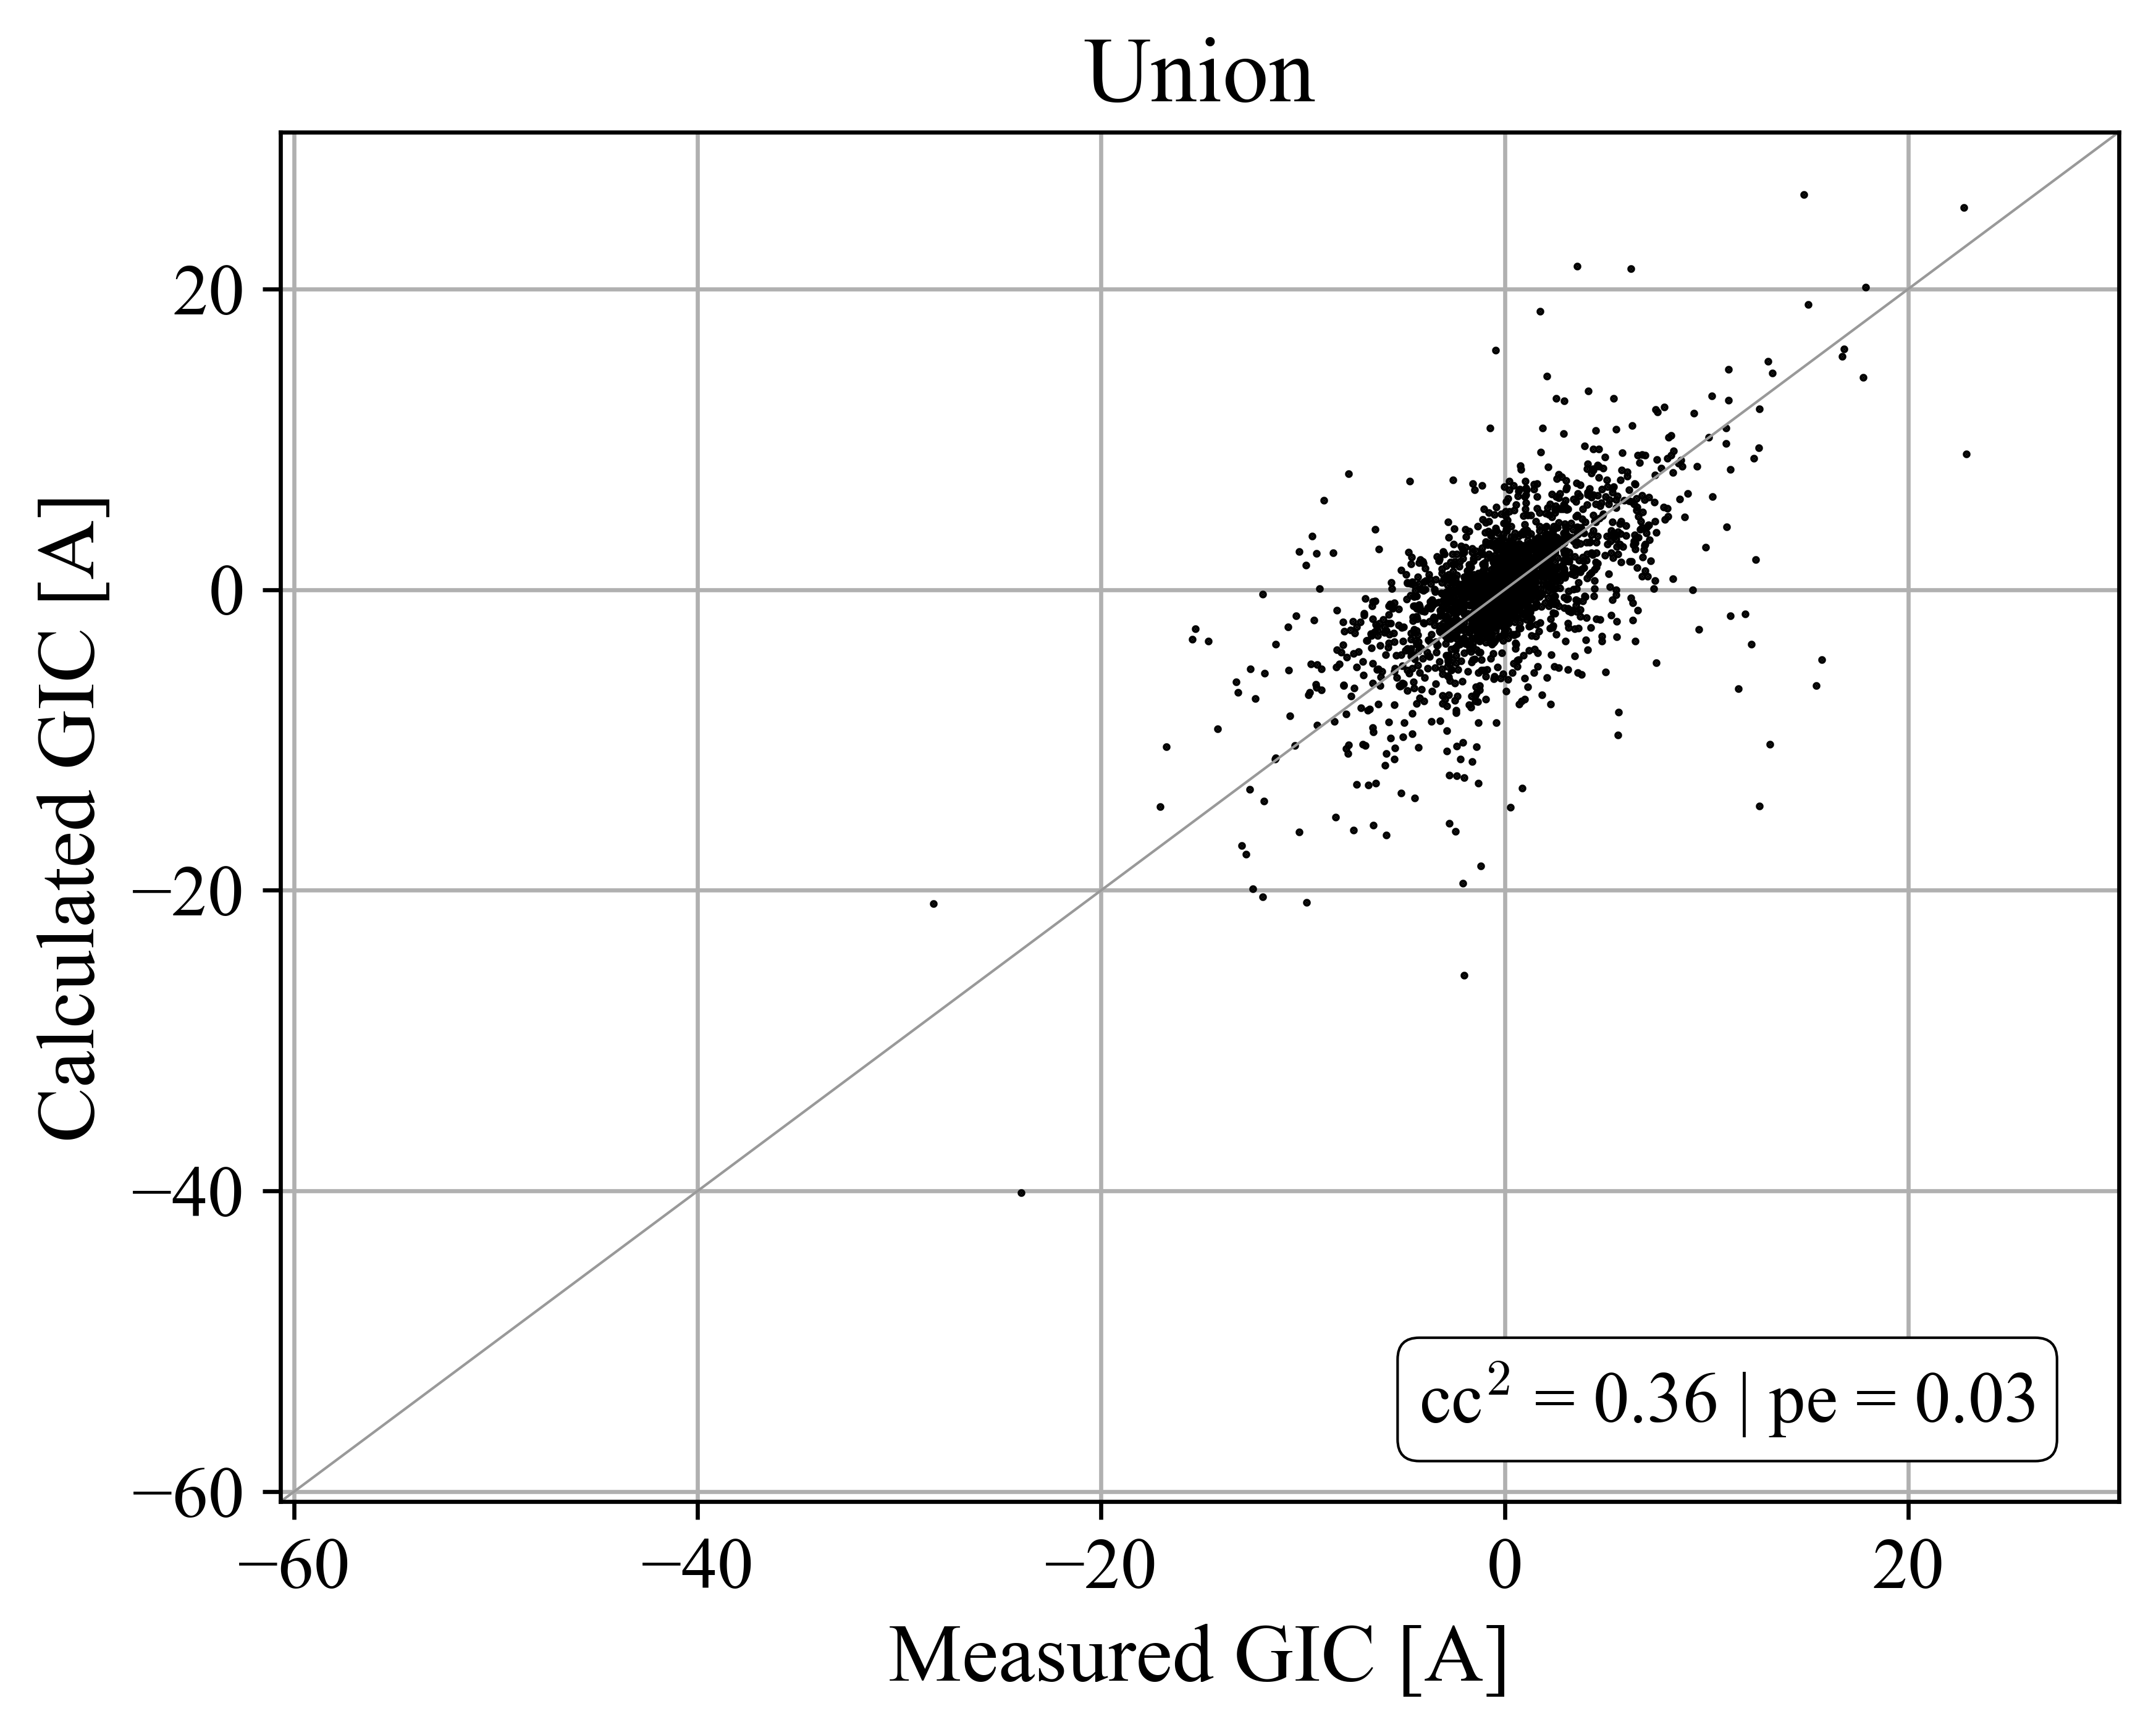 Union
Calculated GIC [A]
20
0
−20
−40
−60
cc² = 0.36 | pe = 0.03
−60 −40 −20 0 20
Measured GIC [A]